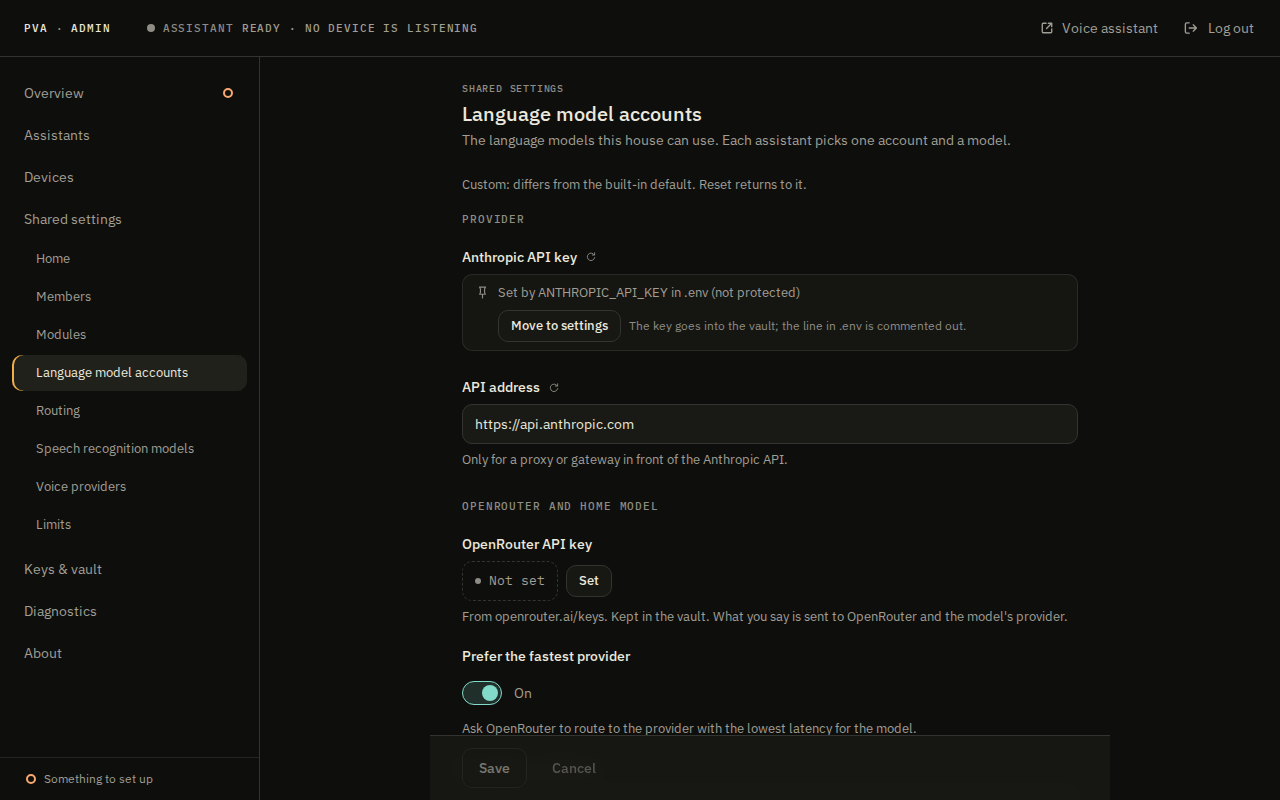 PVA · ADMIN
ASSISTANT READY · NO DEVICE IS LISTENING
Voice assistant
Log out
Overview
Assistants
Devices
Shared settings
Home
Members
Modules
Language model accounts
Routing
Speech recognition models
Voice providers
Limits
Keys & vault
Diagnostics
About
Something to set up
SHARED SETTINGS
Language model accounts
The language models this house can use. Each assistant picks one account and a model.
Custom: differs from the built-in default. Reset returns to it.
PROVIDER
Anthropic API key
Set by ANTHROPIC_API_KEY in .env (not protected)
Move to settings
The key goes into the vault; the line in .env is commented out.
API address
https://api.anthropic.com
Only for a proxy or gateway in front of the Anthropic API.
OPENROUTER AND HOME MODEL
OpenRouter API key
Not set
Set
From openrouter.ai/keys. Kept in the vault. What you say is sent to OpenRouter and the model's provider.
Prefer the fastest provider
On
Ask OpenRouter to route to the provider with the lowest latency for the model.
Save
Cancel